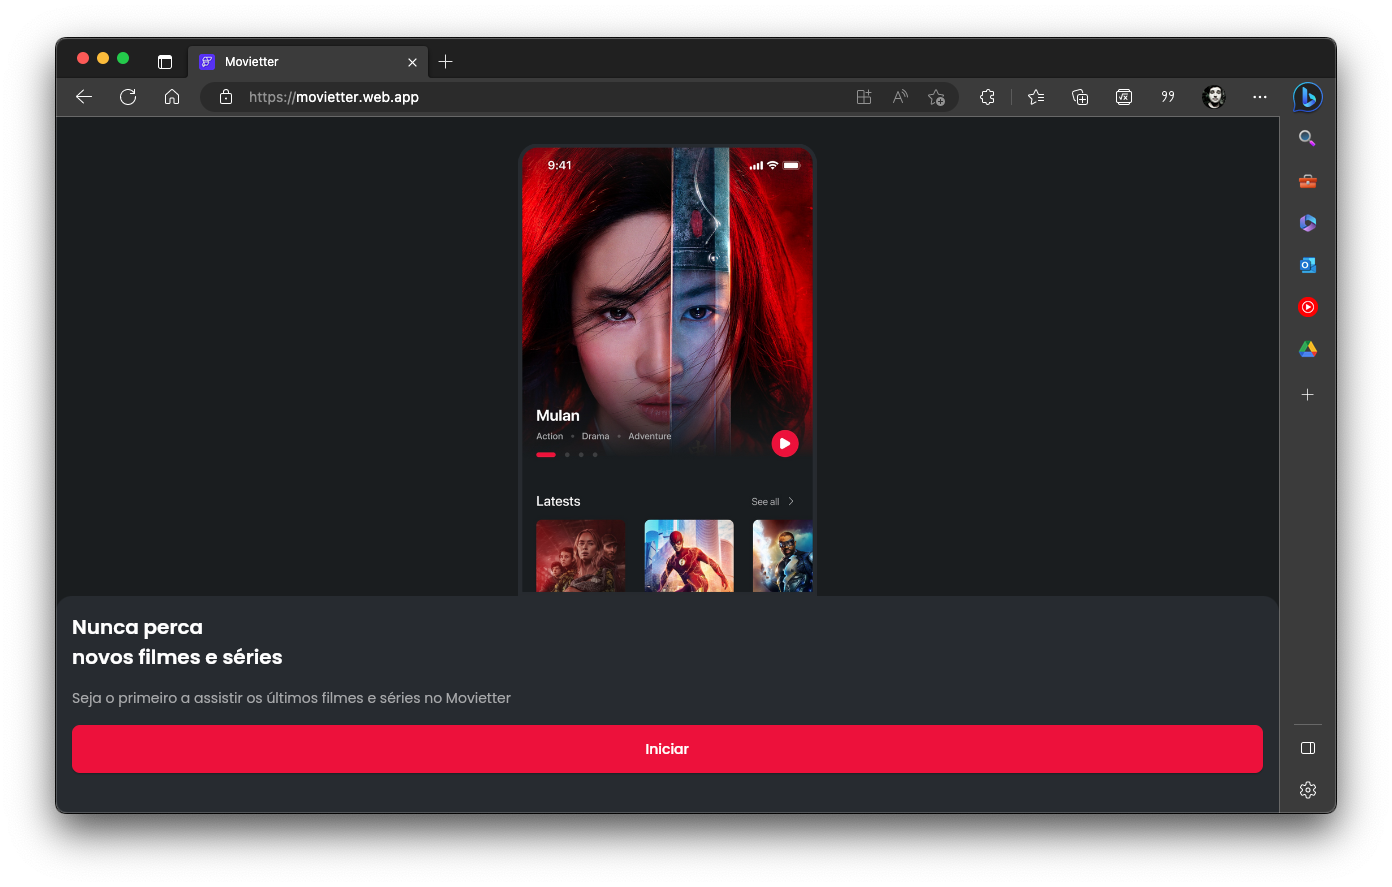 Movietter
https://movietter.web.app
9:41
Mulan
Action • Drama • Adventure
Latests
See all
Nunca perca
novos filmes e séries
Seja o primeiro a assistir os últimos filmes e séries no Movietter
Iniciar